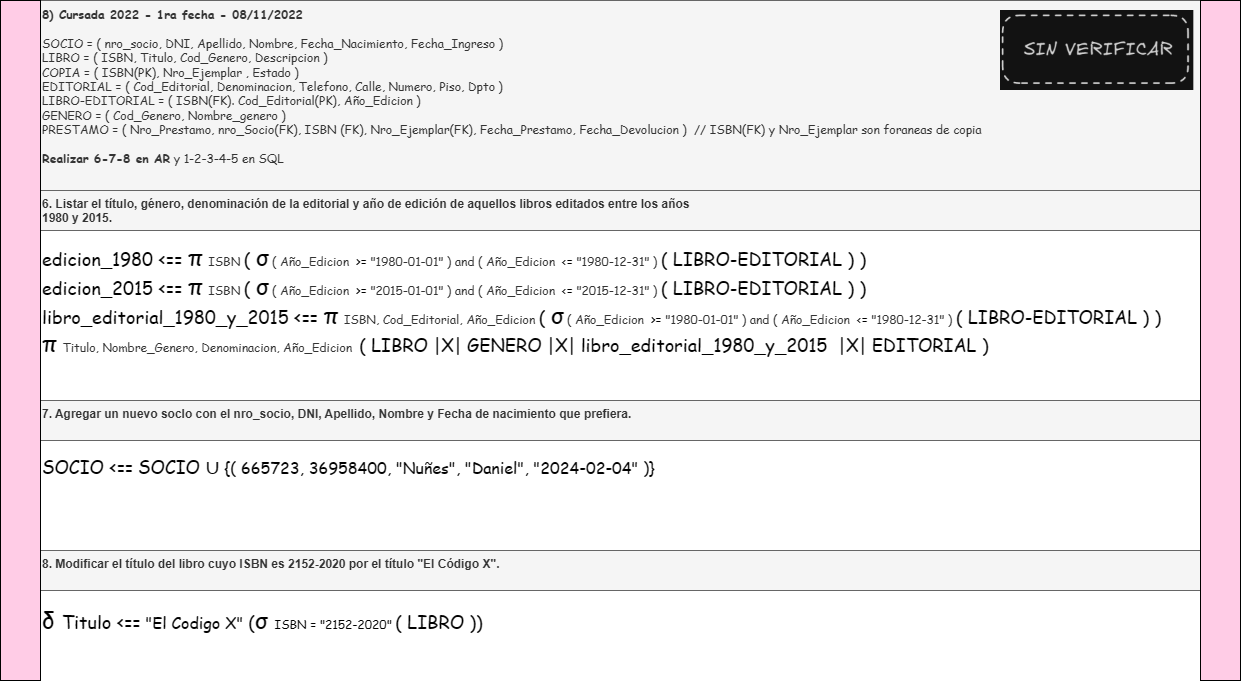 8) Cursada 2022 - 1ra fecha - 08/11/2022
SIN VERIFICAR
SOCIO = ( nro_socio, DNI, Apellido, Nombre, Fecha_Nacimiento, Fecha_Ingreso )
LIBRO = ( ISBN, Titulo, Cod_Genero, Descripcion )
COPIA = ( ISBN(PK), Nro_Ejemplar , Estado )
EDITORIAL = ( Cod_Editorial, Denominacion, Telefono, Calle, Numero, Piso, Dpto )
LIBRO-EDITORIAL = ( ISBN(FK). Cod_Editorial(PK), Año_Edicion )
GENERO = ( Cod_Genero, Nombre_genero )
PRESTAMO = ( Nro_Prestamo, nro_Socio(FK), ISBN (FK), Nro_Ejemplar(FK), Fecha_Prestamo, Fecha_Devolucion )  // ISBN(FK) y Nro_Ejemplar son foraneas de copia
Realizar 6-7-8 en AR y 1-2-3-4-5 en SQL
6. Listar el título, género, denominación de la editorial y año de edición de aquellos libros editados entre los años
1980 y 2015.
edicion_1980 <== π ISBN ( σ ( Año_Edicion >= "1980-01-01" ) and ( Año_Edicion <= "1980-12-31" ) ( LIBRO-EDITORIAL ) )
edicion_2015 <== π ISBN ( σ ( Año_Edicion >= "2015-01-01" ) and ( Año_Edicion <= "2015-12-31" ) ( LIBRO-EDITORIAL ) )
libro_editorial_1980_y_2015 <== π ISBN, Cod_Editorial, Año_Edicion ( σ ( Año_Edicion >= "1980-01-01" ) and ( Año_Edicion <= "1980-12-31" ) ( LIBRO-EDITORIAL ) )
π Titulo, Nombre_Genero, Denominacion, Año_Edicion ( LIBRO |X| GENERO |X| libro_editorial_1980_y_2015 |X| EDITORIAL )
7. Agregar un nuevo socIo con el nro_socio, DNI, Apellido, Nombre y Fecha de nacimiento que prefiera.
SOCIO <== SOCIO U {( 665723, 36958400, "Nuñes", "Daniel", "2024-02-04" )}
8. Modificar el título del libro cuyo ISBN es 2152-2020 por el título "El Código X".
δ Titulo <== "El Codigo X" (σ ISBN = "2152-2020" ( LIBRO ))